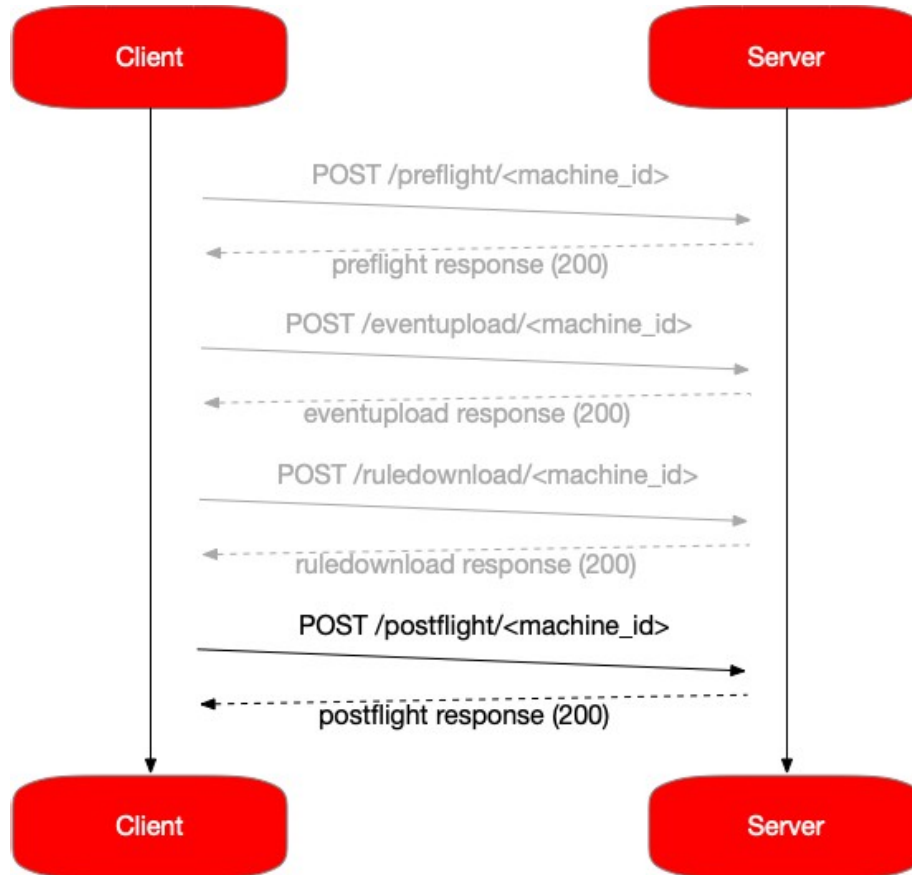 Client
Server
POST /preflight/<machine_id>
preflight response (200)
POST /eventupload/<machine_id>
eventupload response (200)
POST /ruledownload/<machine_id>
ruledownload response (200)
POST /postflight/<machine_id>
postflight response (200)
Client
Server